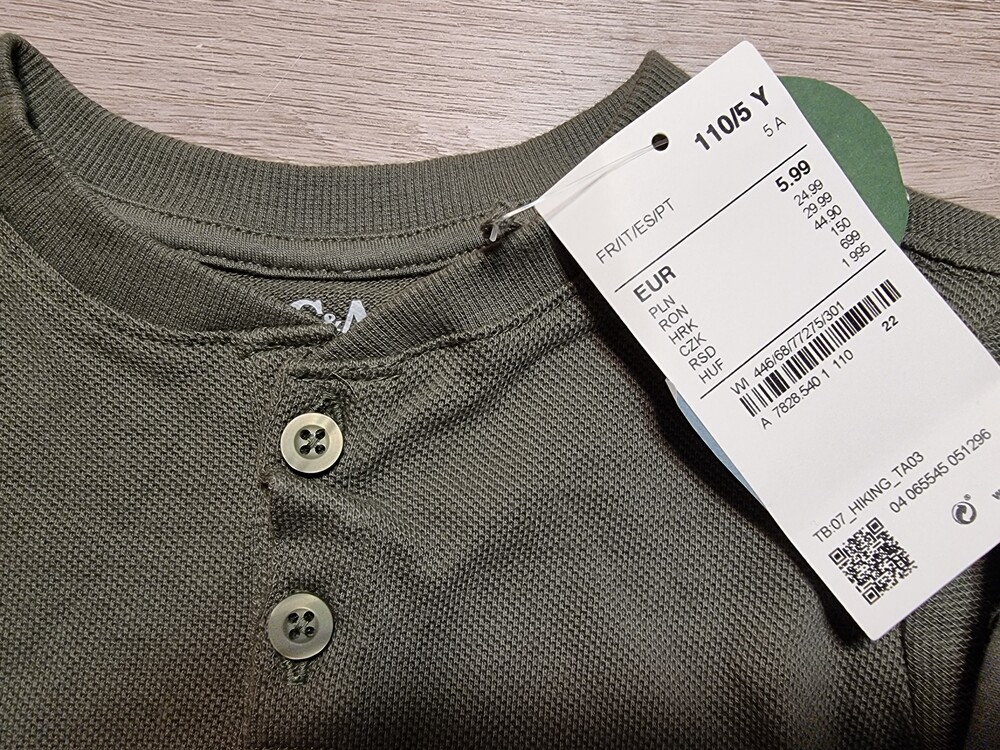 110/5 Y
5 A
FR/IT/ES/PT
EUR 5.99
PLN 24.99
RON 29.99
HRK 44.90
CZK 150
RSD 699
HUF 1 995
WI 446/68/77275/301
A 7828.540 1 110 22
TB:07_HIKING_TA03
04 065545 051296
C&A